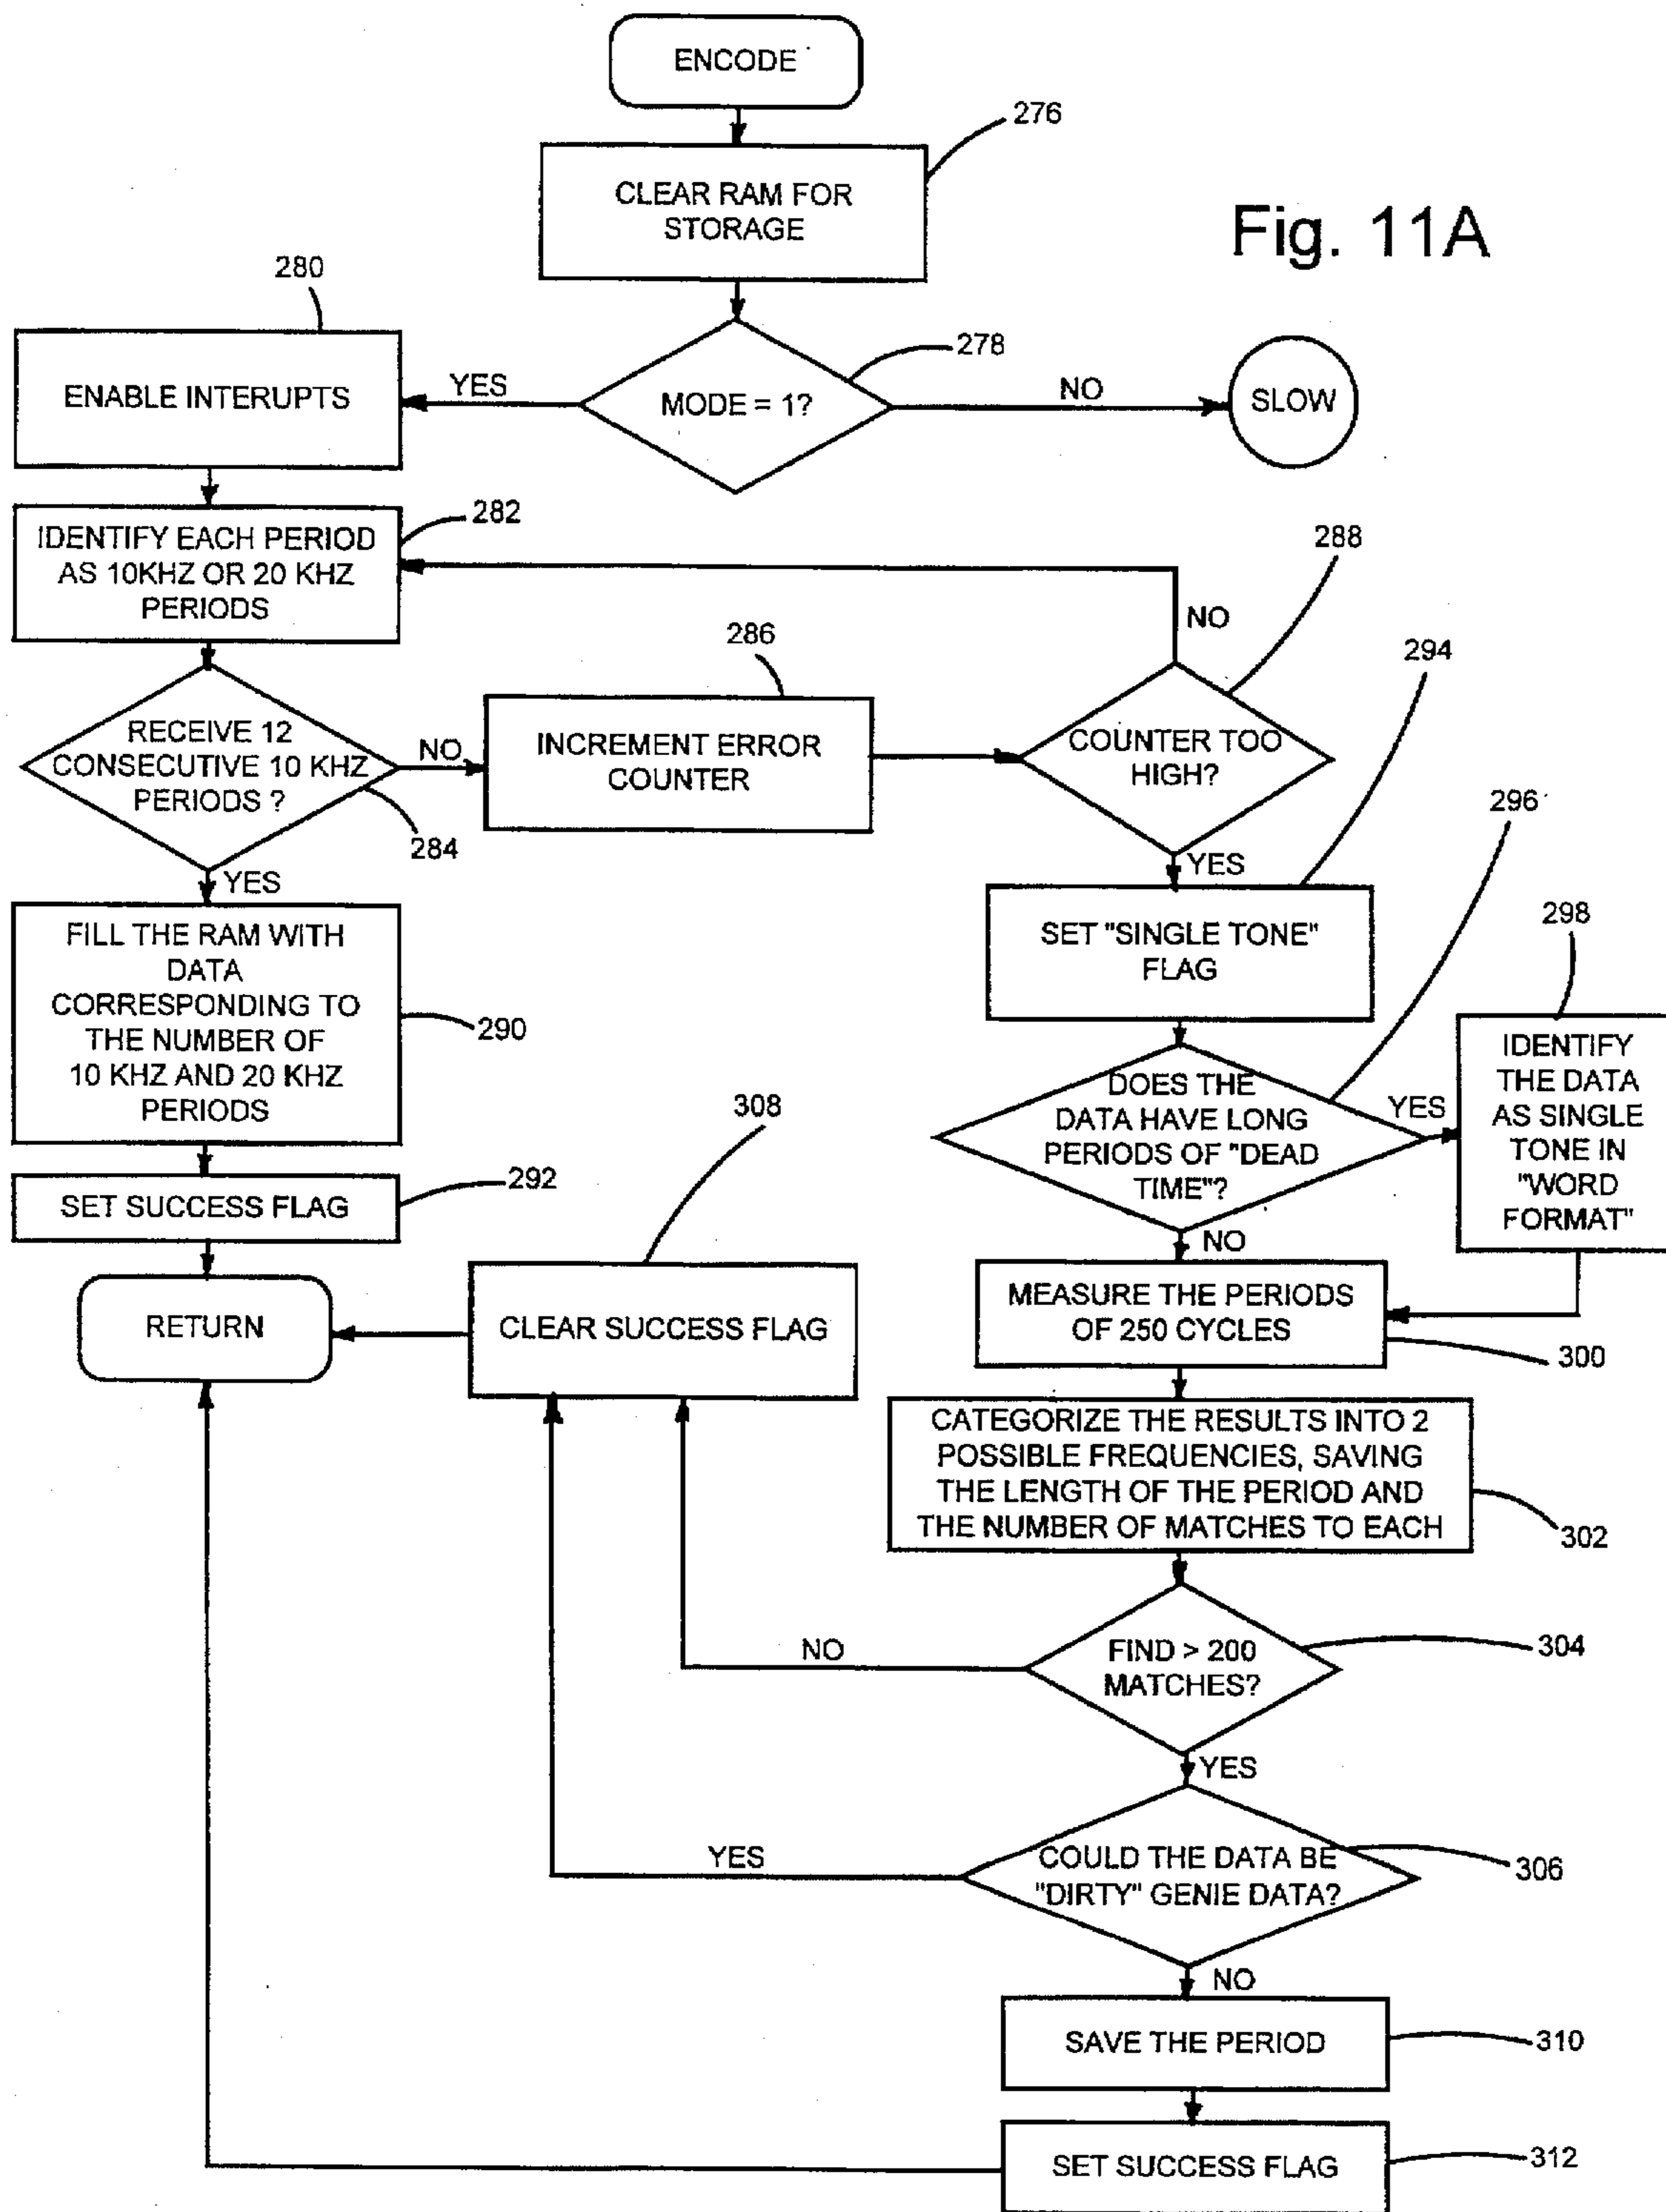 ENCODE
276
CLEAR RAM FOR
STORAGE
Fig. 11A
280
ENABLE INTERUPTS
YES
278
MODE = 1?
NO
SLOW
282
IDENTIFY EACH PERIOD
AS 10KHZ OR 20 KHZ
PERIODS
288
NO
286
294
RECEIVE 12
CONSECUTIVE 10 KHZ
PERIODS ?
NO
INCREMENT ERROR
COUNTER
COUNTER TOO
HIGH?
296
284
YES
YES
FILL THE RAM WITH
DATA
CORRESPONDING TO
THE NUMBER OF
10 KHZ AND 20 KHZ
PERIODS
290
SET "SINGLE TONE"
FLAG
298
IDENTIFY
THE DATA
AS SINGLE
TONE IN
"WORD
FORMAT"
DOES THE
DATA HAVE LONG
PERIODS OF "DEAD
TIME"?
YES
308
SET SUCCESS FLAG
292
NO
RETURN
CLEAR SUCCESS FLAG
MEASURE THE PERIODS
OF 250 CYCLES
300
CATEGORIZE THE RESULTS INTO 2
POSSIBLE FREQUENCIES, SAVING
THE LENGTH OF THE PERIOD AND
THE NUMBER OF MATCHES TO EACH
302
NO
FIND > 200
MATCHES?
304
YES
YES
COULD THE DATA BE
"DIRTY" GENIE DATA?
306
NO
SAVE THE PERIOD
310
SET SUCCESS FLAG
312